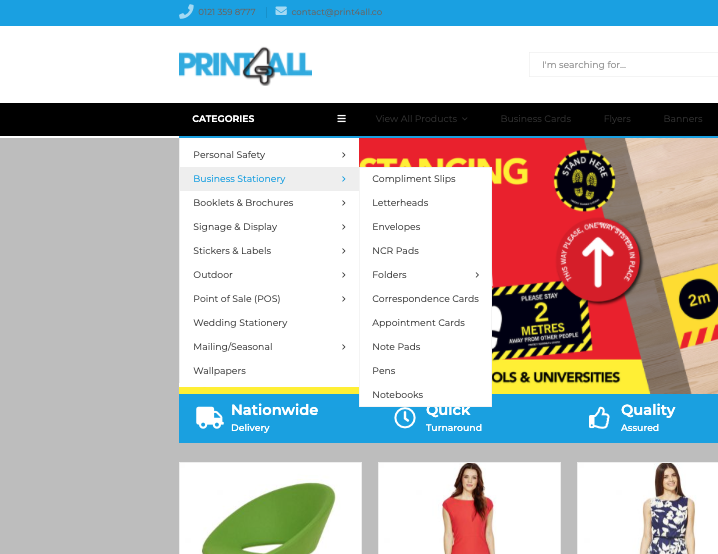 0121 359 8777 | contact@print4all.co
PRINT4ALL
I'm searching for...
CATEGORIES
View All Products
Business Cards
Flyers
Banners
Personal Safety
Business Stationery
Booklets & Brochures
Signage & Display
Stickers & Labels
Outdoor
Point of Sale (POS)
Wedding Stationery
Mailing/Seasonal
Wallpapers
Compliment Slips
Letterheads
Envelopes
NCR Pads
Folders
Correspondence Cards
Appointment Cards
Note Pads
Pens
Notebooks
STANCING
STAND HERE
THIS WAY PLEASE, ONE WAY SYSTEM IN PLACE
PLEASE STAY
2
METRES
AWAY FROM OTHER PEOPLE
2m
OLS & UNIVERSITIES
Nationwide
Delivery
Quick
Turnaround
Quality
Assured